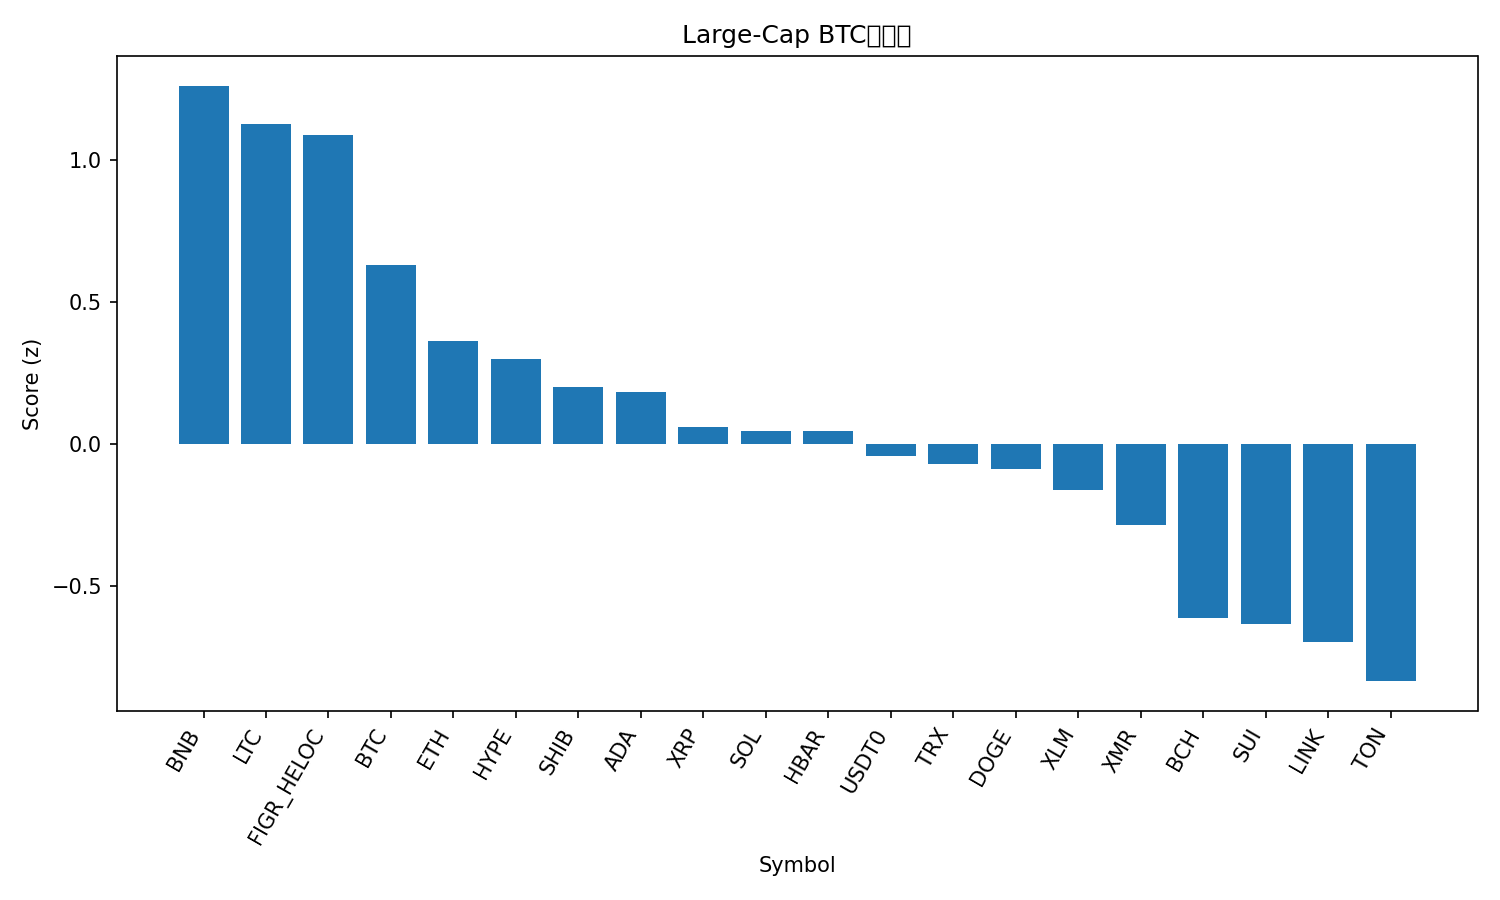 Large-Cap BTC
Score (z)
1.0
0.5
0.0
−0.5
BNB
LTC
FIGR_HELOC
BTC
ETH
HYPE
SHIB
ADA
XRP
SOL
HBAR
USDT0
TRX
DOGE
XLM
XMR
BCH
SUI
LINK
TON
Symbol